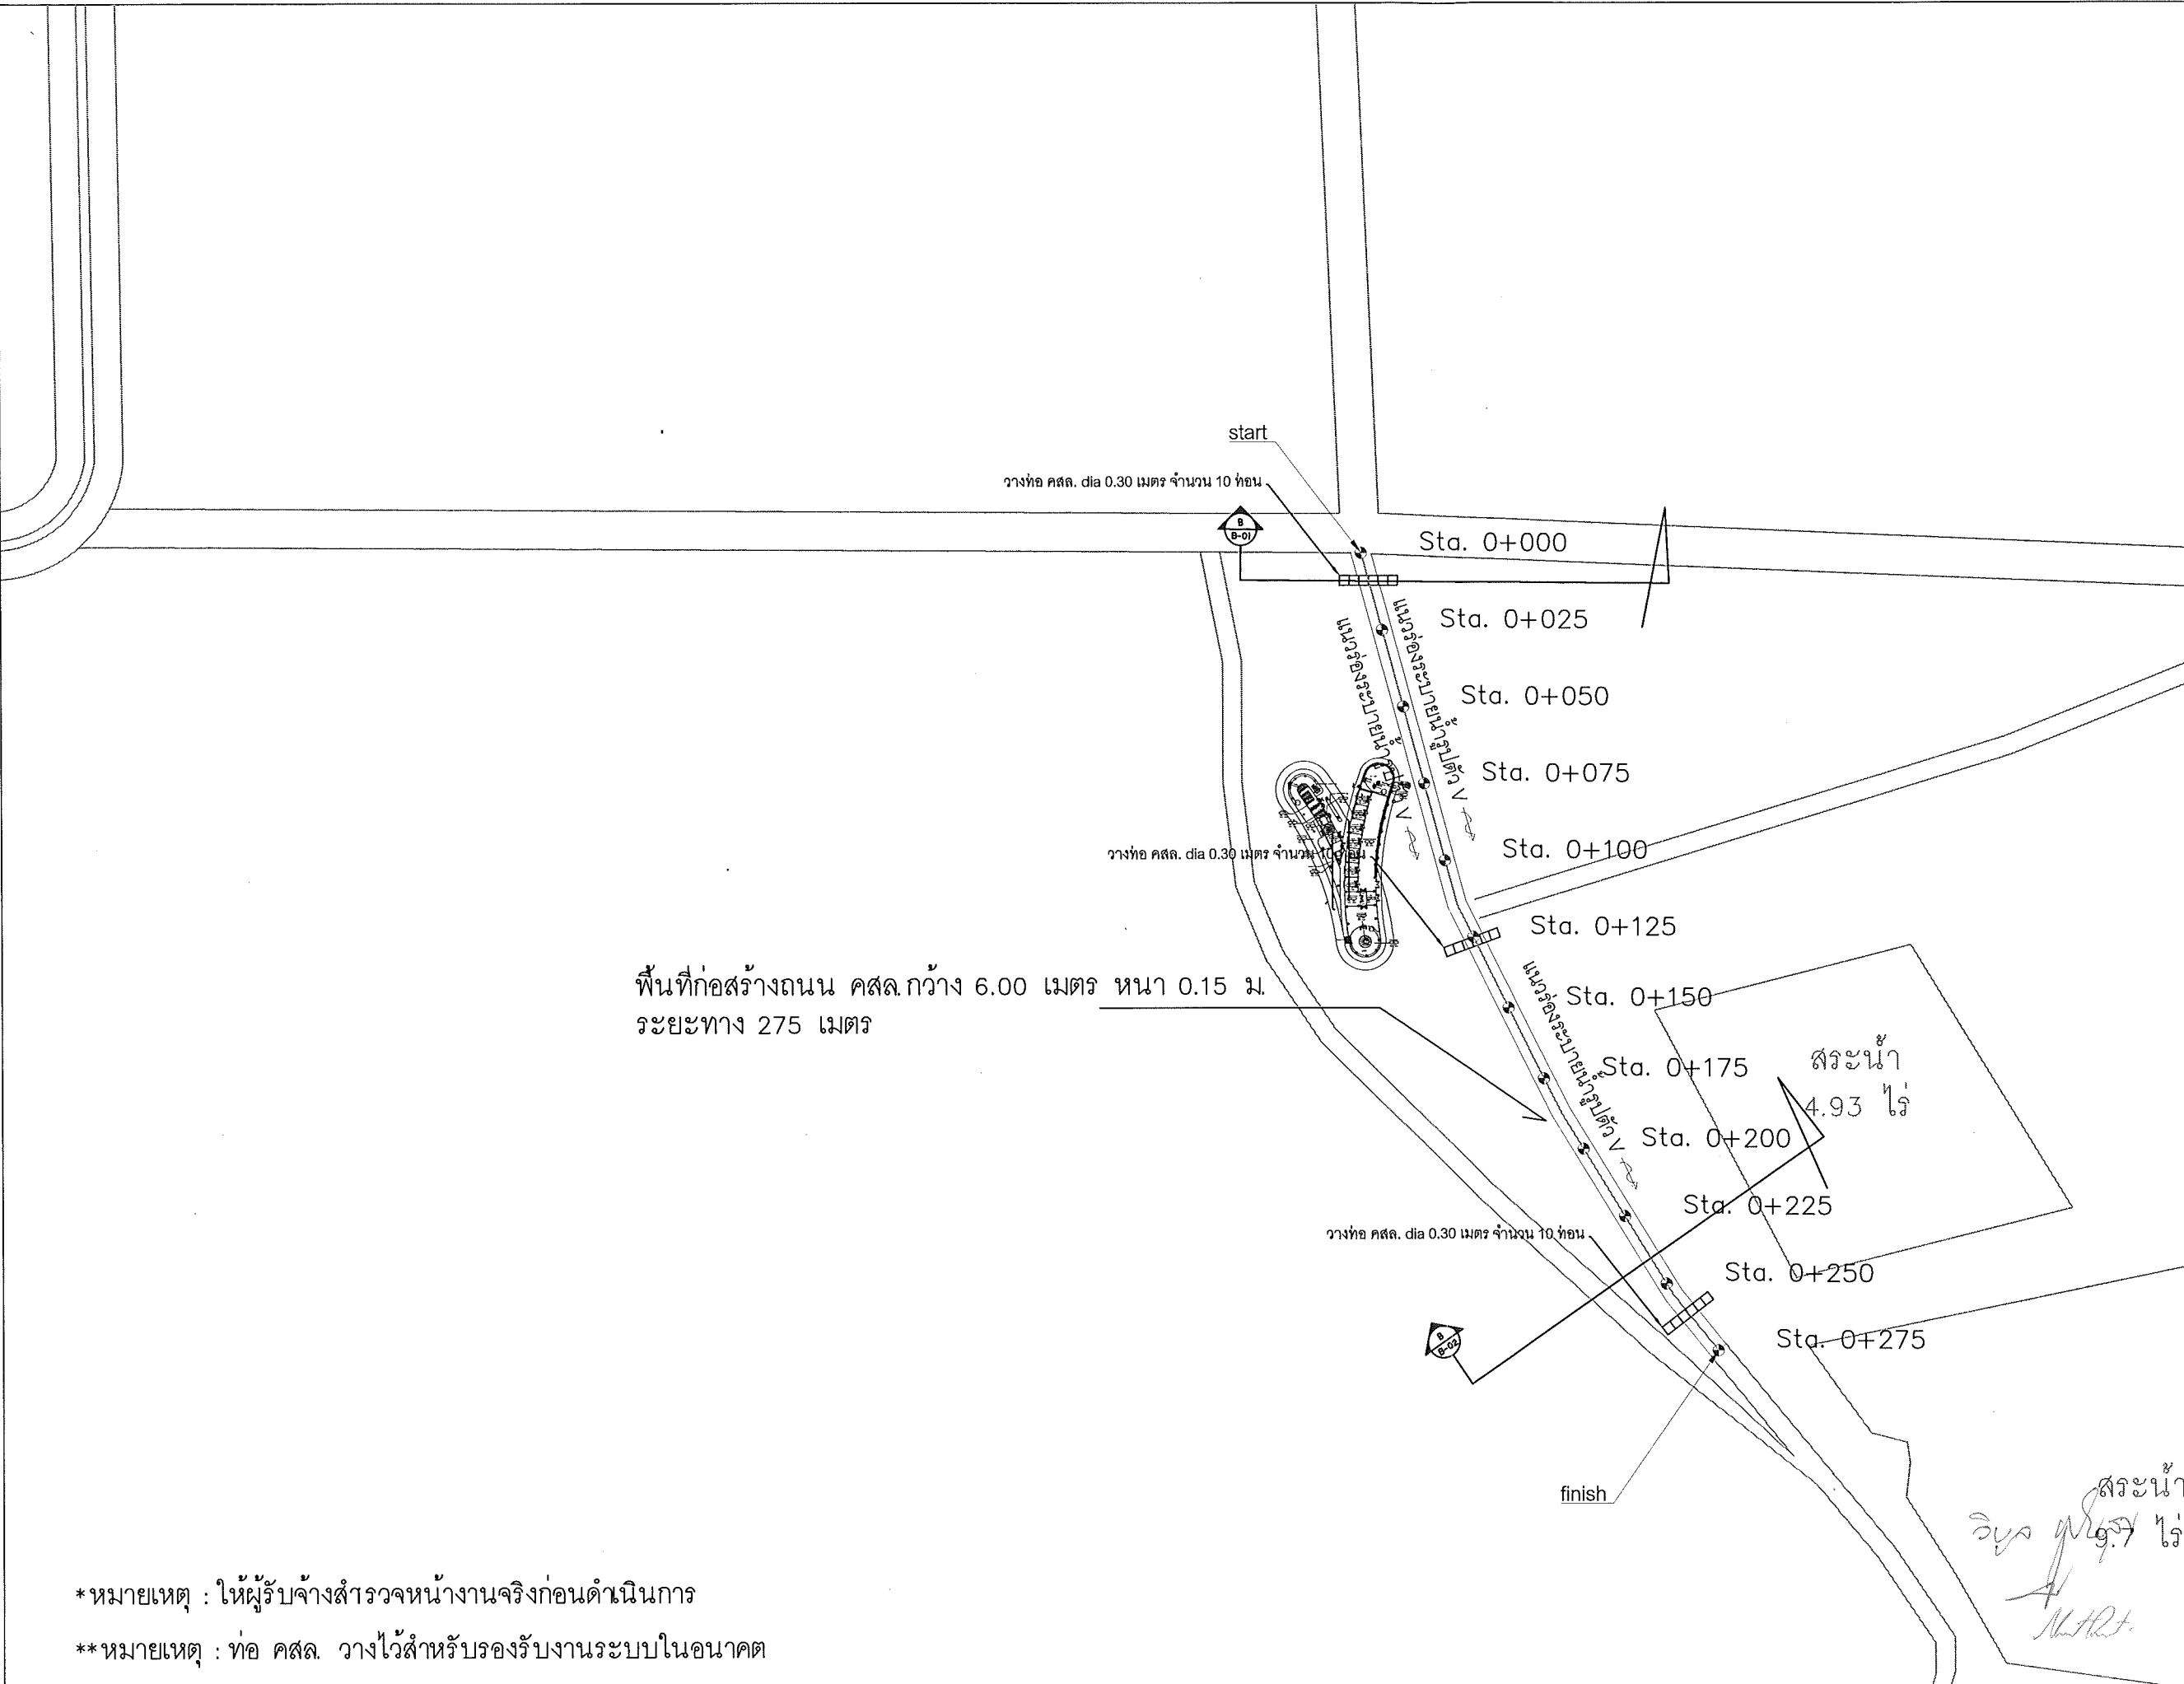 start
วางท่อ คสล. dia 0.30 เมตร จำนวน 10 ท่อน
B
B-01
Sta. 0+000
Sta. 0+025
แนวร่องระบายน้ำรูปตัว V
แนวร่องระบายน้ำ
V
Sta. 0+050
Sta. 0+075
Sta. 0+100
วางท่อ คสล. dia 0.30 เมตร จำนวน 10 ท่อน
Sta. 0+125
พื้นที่ก่อสร้างถนน คสล.กว้าง 6.00 เมตร หนา 0.15 ม.
ระยะทาง 275 เมตร
แนวร่องระบายน้ำรูปตัว V
Sta. 0+150
Sta. 0+175
สระน้ำ
4.93 ไร่
Sta. 0+200
Sta. 0+225
วางท่อ คสล. dia 0.30 เมตร จำนวน 10 ท่อน
Sta. 0+250
B
B-02
Sta. 0+275
finish
สระน้ำ
9.7 ไร่
*หมายเหตุ : ให้ผู้รับจ้างสำรวจหน้างานจริงก่อนดำเนินการ
**หมายเหตุ : ท่อ คสล. วางไว้สำหรับรองรับงานระบบในอนาคต